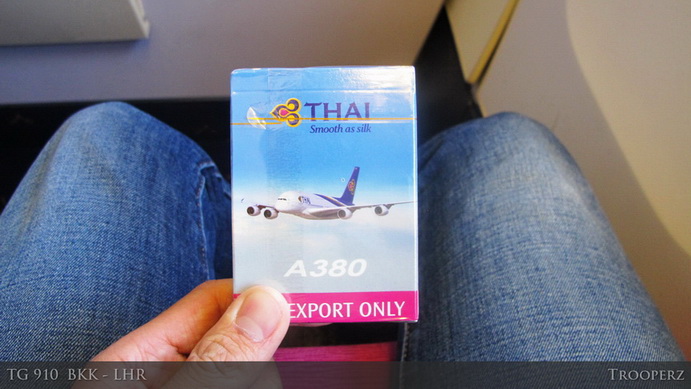 THAI
Smooth as silk
A380
EXPORT ONLY
TG 910 BKK - LHR
TROOPERZ